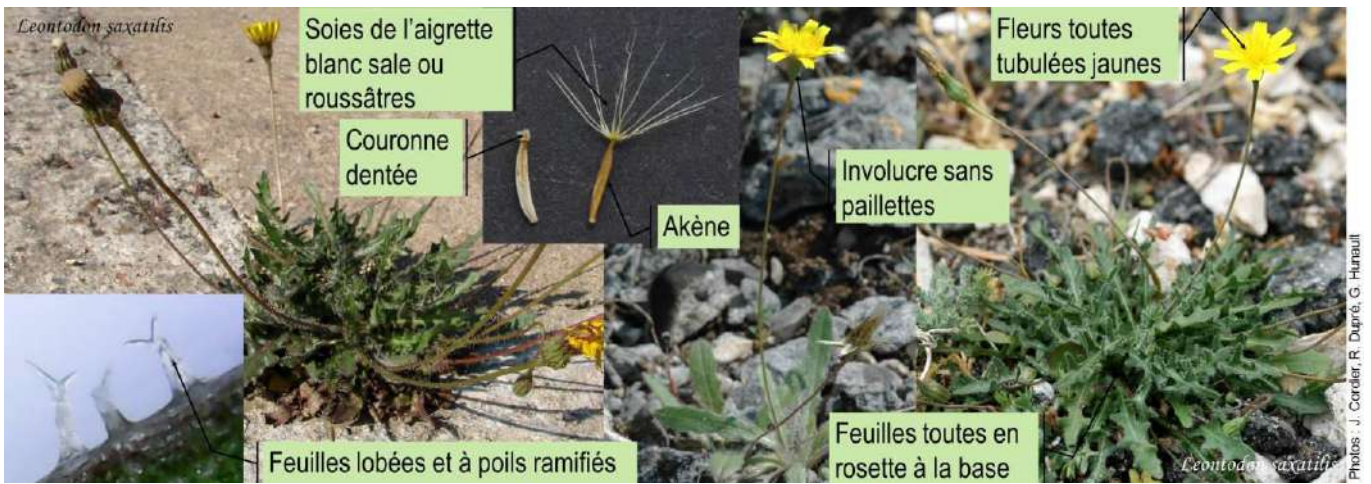 Leontodon saxatilis
Soies de l'aigrette
blanc sale ou
roussâtres
Couronne
dentée
Akène
Involucre sans
paillettes
Fleurs toutes
tubulées jaunes
Feuilles lobées et à poils ramifiés
Feuilles toutes en
rosette à la base
Leontodon saxatilis
Photos : J. Cordier, R. Dupré, G. Hunault